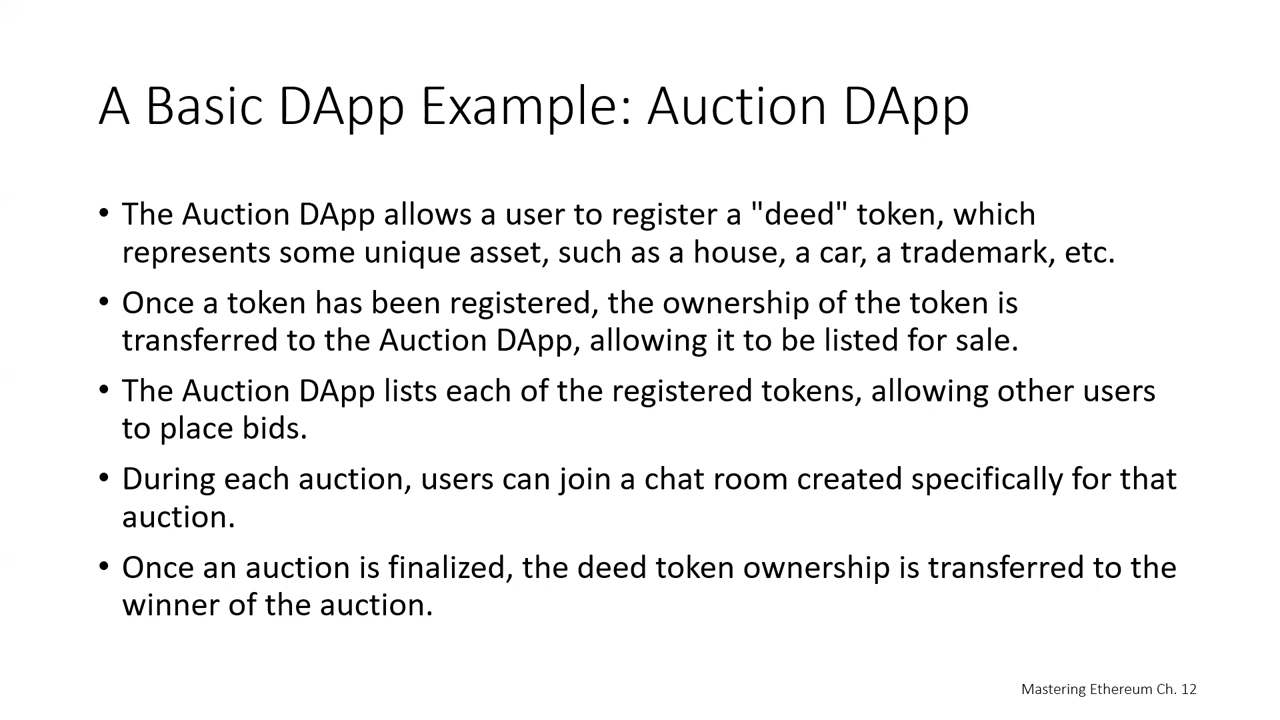 A Basic DApp Example: Auction DApp
• The Auction DApp allows a user to register a "deed" token, which
represents some unique asset, such as a house, a car, a trademark, etc.
• Once a token has been registered, the ownership of the token is
transferred to the Auction DApp, allowing it to be listed for sale.
• The Auction DApp lists each of the registered tokens, allowing other users
to place bids.
• During each auction, users can join a chat room created specifically for that
auction.
• Once an auction is finalized, the deed token ownership is transferred to the
winner of the auction.
Mastering Ethereum Ch. 12